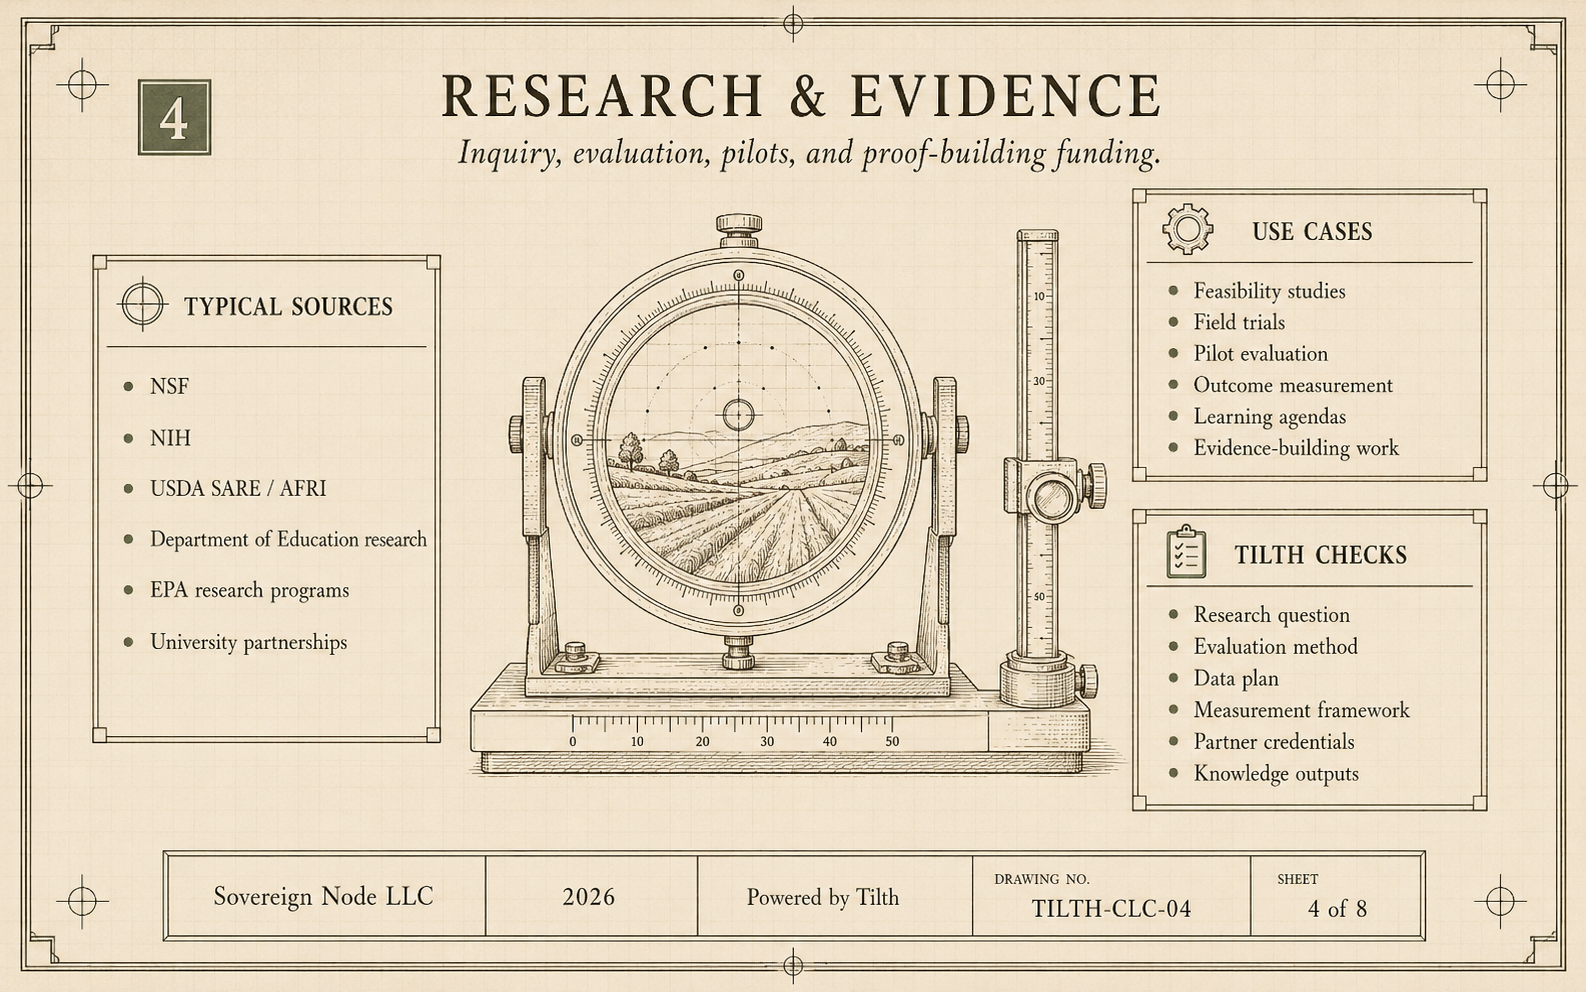 4
RESEARCH & EVIDENCE
Inquiry, evaluation, pilots, and proof-building funding.
TYPICAL SOURCES
NSF
NIH
USDA SARE / AFRI
Department of Education research
EPA research programs
University partnerships
10
30
50
0 10 20 30 40 50
USE CASES
Feasibility studies
Field trials
Pilot evaluation
Outcome measurement
Learning agendas
Evidence-building work
TILTH CHECKS
Research question
Evaluation method
Data plan
Measurement framework
Partner credentials
Knowledge outputs
Sovereign Node LLC
2026
Powered by Tilth
DRAWING NO.
TILTH-CLC-04
SHEET
4 of 8